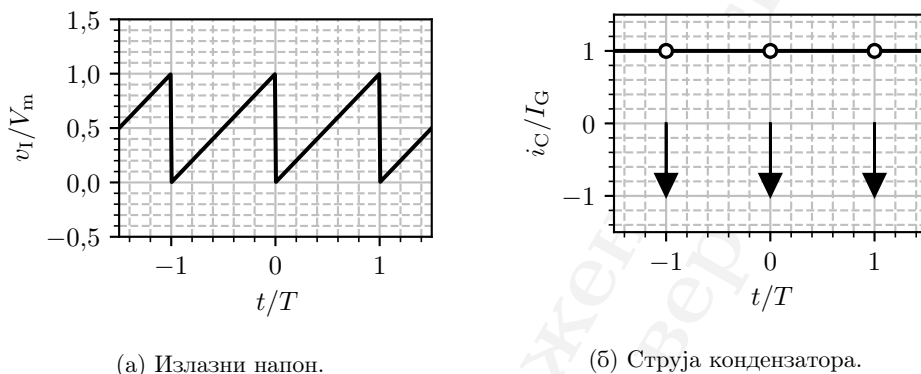 1,5
1,0
0,5
0,0
−0,5
v_I/V_m
−1
0
1
t/T
(а) Излазни напон.
1
0
−1
i_C/I_G
−1
0
1
t/T
(б) Струја кондензатора.